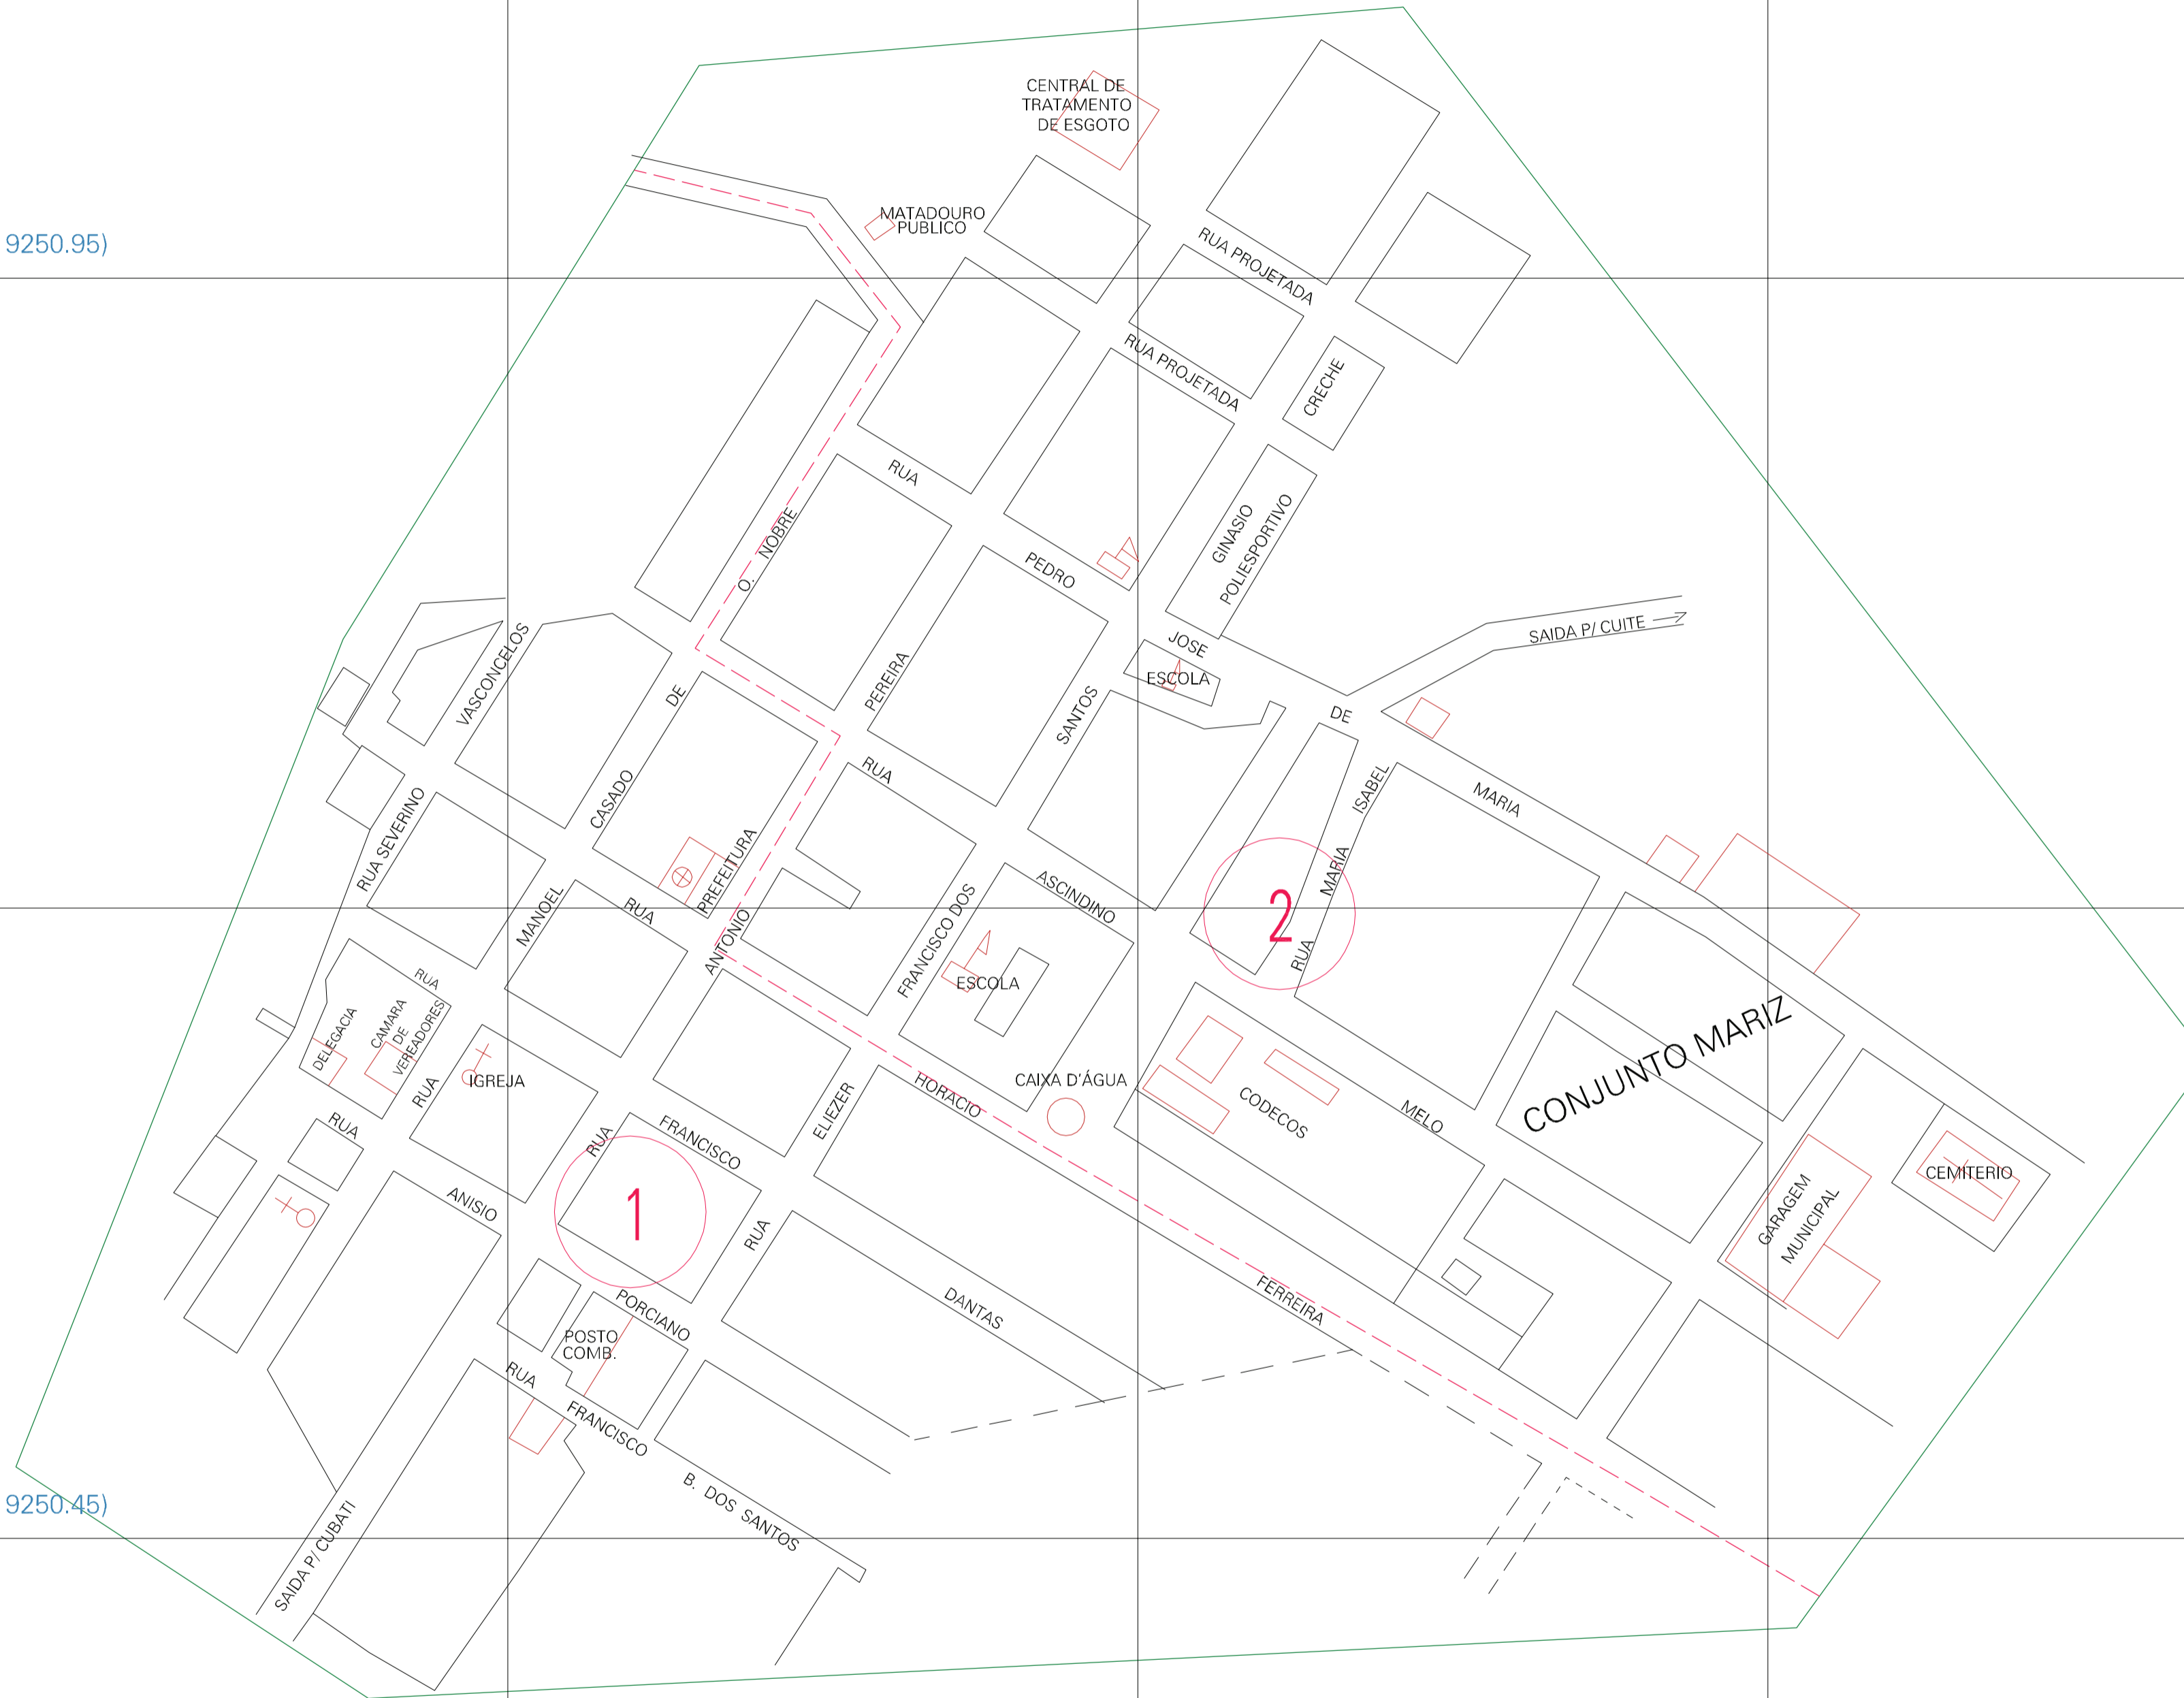 CENTRAL DE
TRATAMENTO
DE ESGOTO
MATADOURO
PUBLICO
9250.95)
RUA PROJETADA
RUA PROJETADA
CRECHE
RUA
O. NOBRE
GINASIO
POLIESPORTIVO
PEDRO
JOSE
SAIDA P/ CUITE
VASCONCELOS
DE
PEREIRA
ESCOLA
SANTOS
DE
RUA
CASADO
ISABEL
MARIA
RUA SEVERINO
PREFEITURA
MARIA
ASCINDINO
2
MANOEL
RUA
ANTONIO
FRANCISCO DOS
RUA
RUA
ESCOLA
DELEGACIA
CAMARA
DE
VEREADORES
CONJUNTO MARIZ
RUA
IGREJA
ELIEZER
HORACIO
CAIXA D'ÁGUA
CODECOS
MELO
RUA
RUA
FRANCISCO
CEMITERIO
GARAGEM
MUNICIPAL
ANISIO
1
RUA
PORCIANO
DANTAS
FERREIRA
POSTO
COMB.
RUA
FRANCISCO
B. DOS SANTOS
9250.45)
SAIDA P/ CUBATI